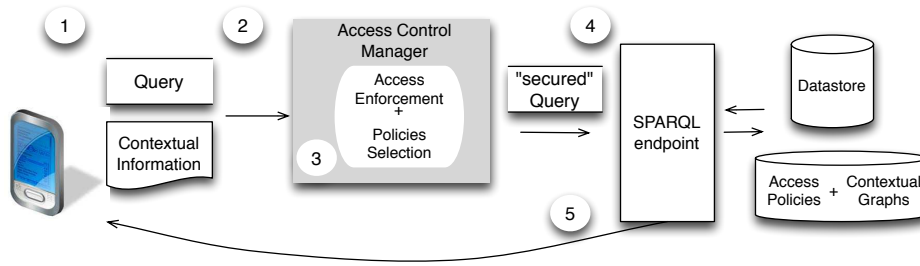 1
2
4
Access Control
Manager
Query
Contextual
Information
Access
Enforcement
+
Policies
Selection
3
"secured"
Query
SPARQL
endpoint
Datastore
Access
Policies
+
Contextual
Graphs
5